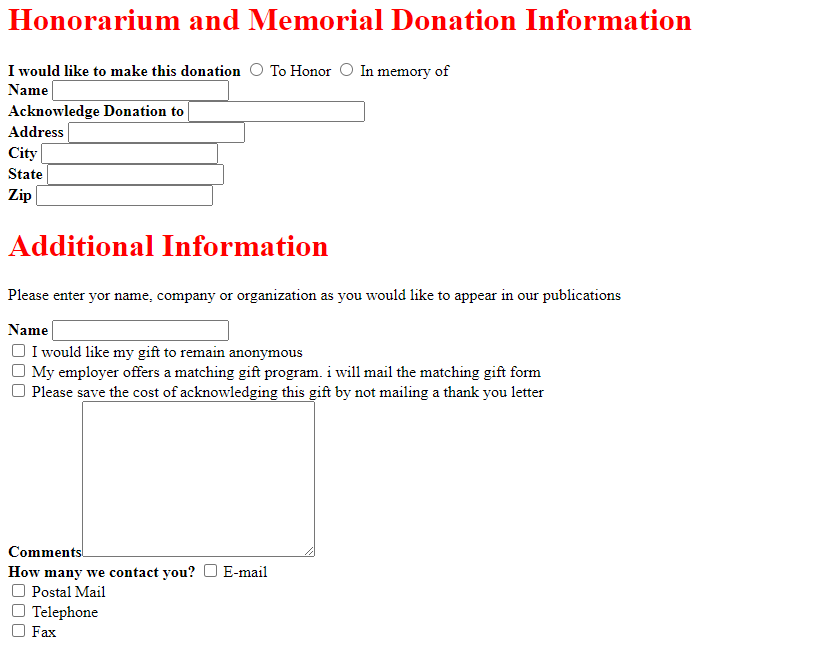 Honorarium and Memorial Donation Information
I would like to make this donation To Honor In memory of
Name
Acknowledge Donation to
Address
City
State
Zip
Additional Information
Please enter yor name, company or organization as you would like to appear in our publications
Name
I would like my gift to remain anonymous
My employer offers a matching gift program. i will mail the matching gift form
Please save the cost of acknowledging this gift by not mailing a thank you letter
Comments
How many we contact you? E-mail
Postal Mail
Telephone
Fax